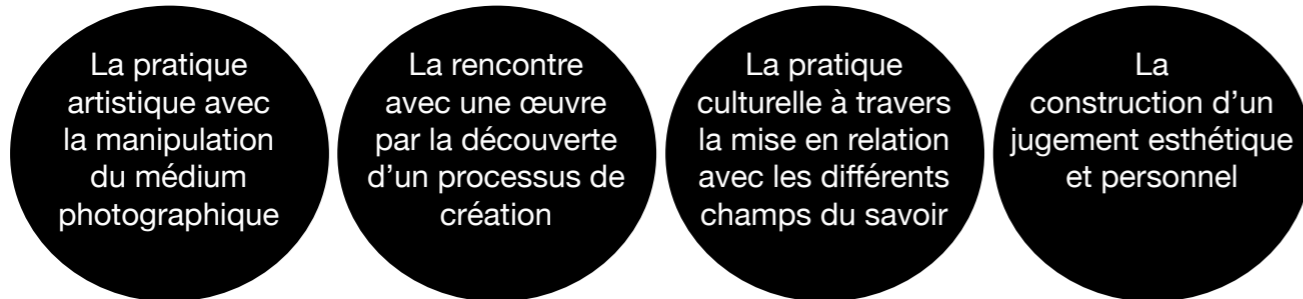 La pratique
artistique avec
la manipulation
du médium
photographique
La rencontre
avec une œuvre
par la découverte
d’un processus de
création
La pratique
culturelle à travers
la mise en relation
avec les différents
champs du savoir
La
construction d’un
jugement esthétique
et personnel